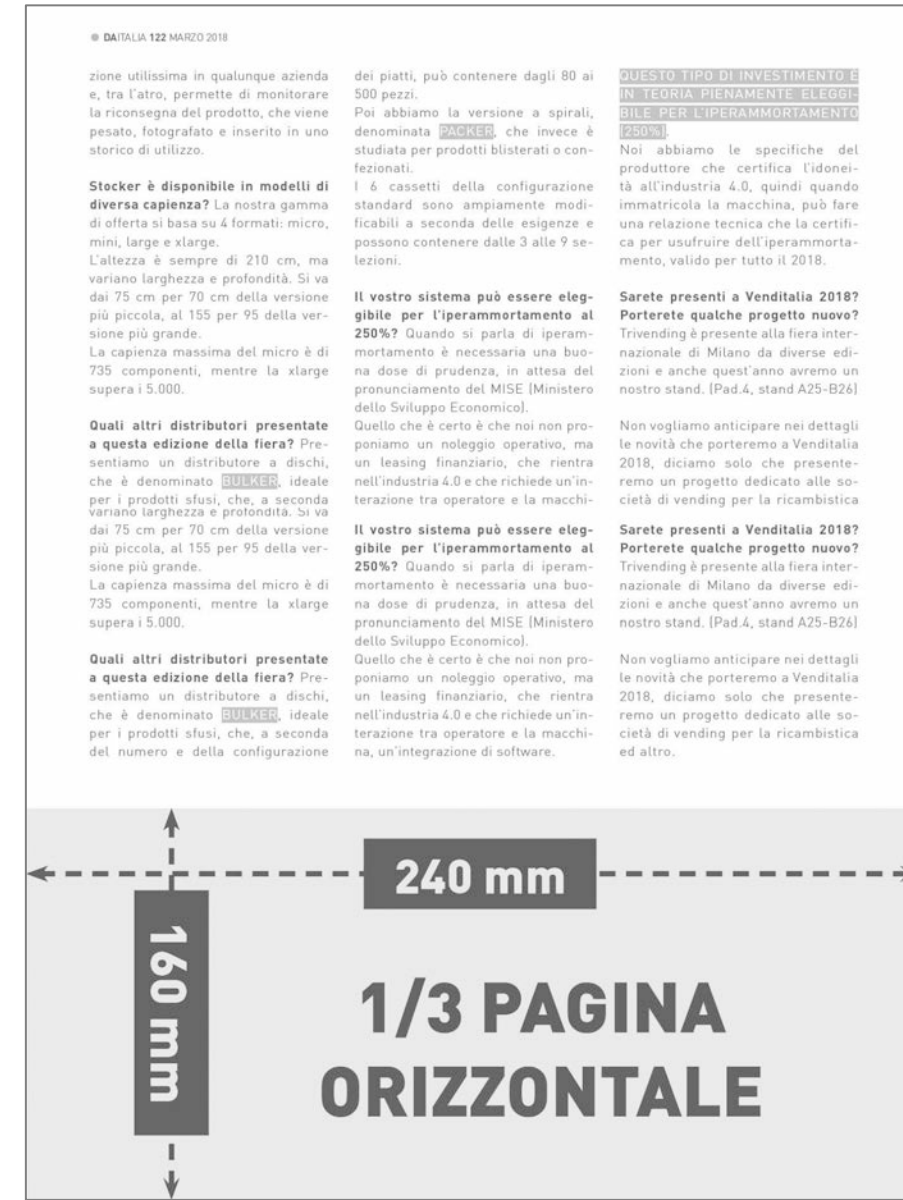 DAITALIA 122 MARZO 2018
zione utilissima in qualunque azienda
e, tra l'atro, permette di monitorare
la riconsegna del prodotto, che viene
pesato, fotografato e inserito in uno
storico di utilizzo.
Stocker è disponibile in modelli di
diversa capienza? La nostra gamma
di offerta si basa su 4 formati: micro,
mini, large e xlarge.
L'altezza è sempre di 210 cm, ma
variano larghezza e profondità. Si va
dai 75 cm per 70 cm della versione
più piccola, al 155 per 95 della ver-
sione più grande.
La capienza massima del micro è di
735 componenti, mentre la xlarge
supera i 5.000.
Quali altri distributori presentate
a questa edizione della fiera? Pre-
sentiamo un distributore a dischi,
che è denominato BULKER, ideale
per i prodotti sfusi, che, a seconda
variano larghezza e profondità. Si va
dai 75 cm per 70 cm della versione
più piccola, al 155 per 95 della ver-
sione più grande.
La capienza massima del micro è di
735 componenti, mentre la xlarge
supera i 5.000.
Quali altri distributori presentate
a questa edizione della fiera? Pre-
sentiamo un distributore a dischi,
che è denominato BULKER, ideale
per i prodotti sfusi, che, a seconda
del numero e della configurazione
dei piatti, può contenere dagli 80 ai
500 pezzi.
Poi abbiamo la versione a spirali,
denominata PACKER, che invece è
studiata per prodotti blisterati o con-
fezionati.
I 6 cassetti della configurazione
standard sono ampiamente modi-
ficabili a seconda delle esigenze e
possono contenere dalle 3 alle 9 se-
lezioni.
Il vostro sistema può essere eleg-
gibile per l'iperammortamento al
250%? Quando si parla di iperam-
mortamento è necessaria una buo-
na dose di prudenza, in attesa del
pronunciamento del MISE (Ministero
dello Sviluppo Economico).
Quello che è certo è che noi non pro-
poniamo un noleggio operativo, ma
un leasing finanziario, che rientra
nell'industria 4.0 e che richiede un'in-
terazione tra operatore e la macchi-
Il vostro sistema può essere eleg-
gibile per l'iperammortamento al
250%? Quando si parla di iperam-
mortamento è necessaria una buo-
na dose di prudenza, in attesa del
pronunciamento del MISE (Ministero
dello Sviluppo Economico).
Quello che è certo è che noi non pro-
poniamo un noleggio operativo, ma
un leasing finanziario, che rientra
nell'industria 4.0 e che richiede un'in-
terazione tra operatore e la macchi-
na, un'integrazione di software.
QUESTO TIPO DI INVESTIMENTO È
IN TEORIA PIENAMENTE ELEGGI-
BILE PER L'IPERAMMORTAMENTO
(250%).
Noi abbiamo le specifiche del
produttore che certifica l'idonei-
tà all'industria 4.0, quindi quando
immatricola la macchina, può fare
una relazione tecnica che la certifi-
ca per usufruire dell'iperammorta-
mento, valido per tutto il 2018.
Sarete presenti a Venditalia 2018?
Porterete qualche progetto nuovo?
Trivending è presente alla fiera inter-
nazionale di Milano da diverse edi-
zioni e anche quest'anno avremo un
nostro stand. (Pad.4, stand A25-B26)
Non vogliamo anticipare nei dettagli
le novità che porteremo a Venditalia
2018, diciamo solo che presente-
remo un progetto dedicato alle so-
cietà di vending per la ricambistica
Sarete presenti a Venditalia 2018?
Porterete qualche progetto nuovo?
Trivending è presente alla fiera inter-
nazionale di Milano da diverse edi-
zioni e anche quest'anno avremo un
nostro stand. (Pad.4, stand A25-B26)
Non vogliamo anticipare nei dettagli
le novità che porteremo a Venditalia
2018, diciamo solo che presente-
remo un progetto dedicato alle so-
cietà di vending per la ricambistica
ed altro.
240 mm
160 mm
1/3 PAGINA
ORIZZONTALE